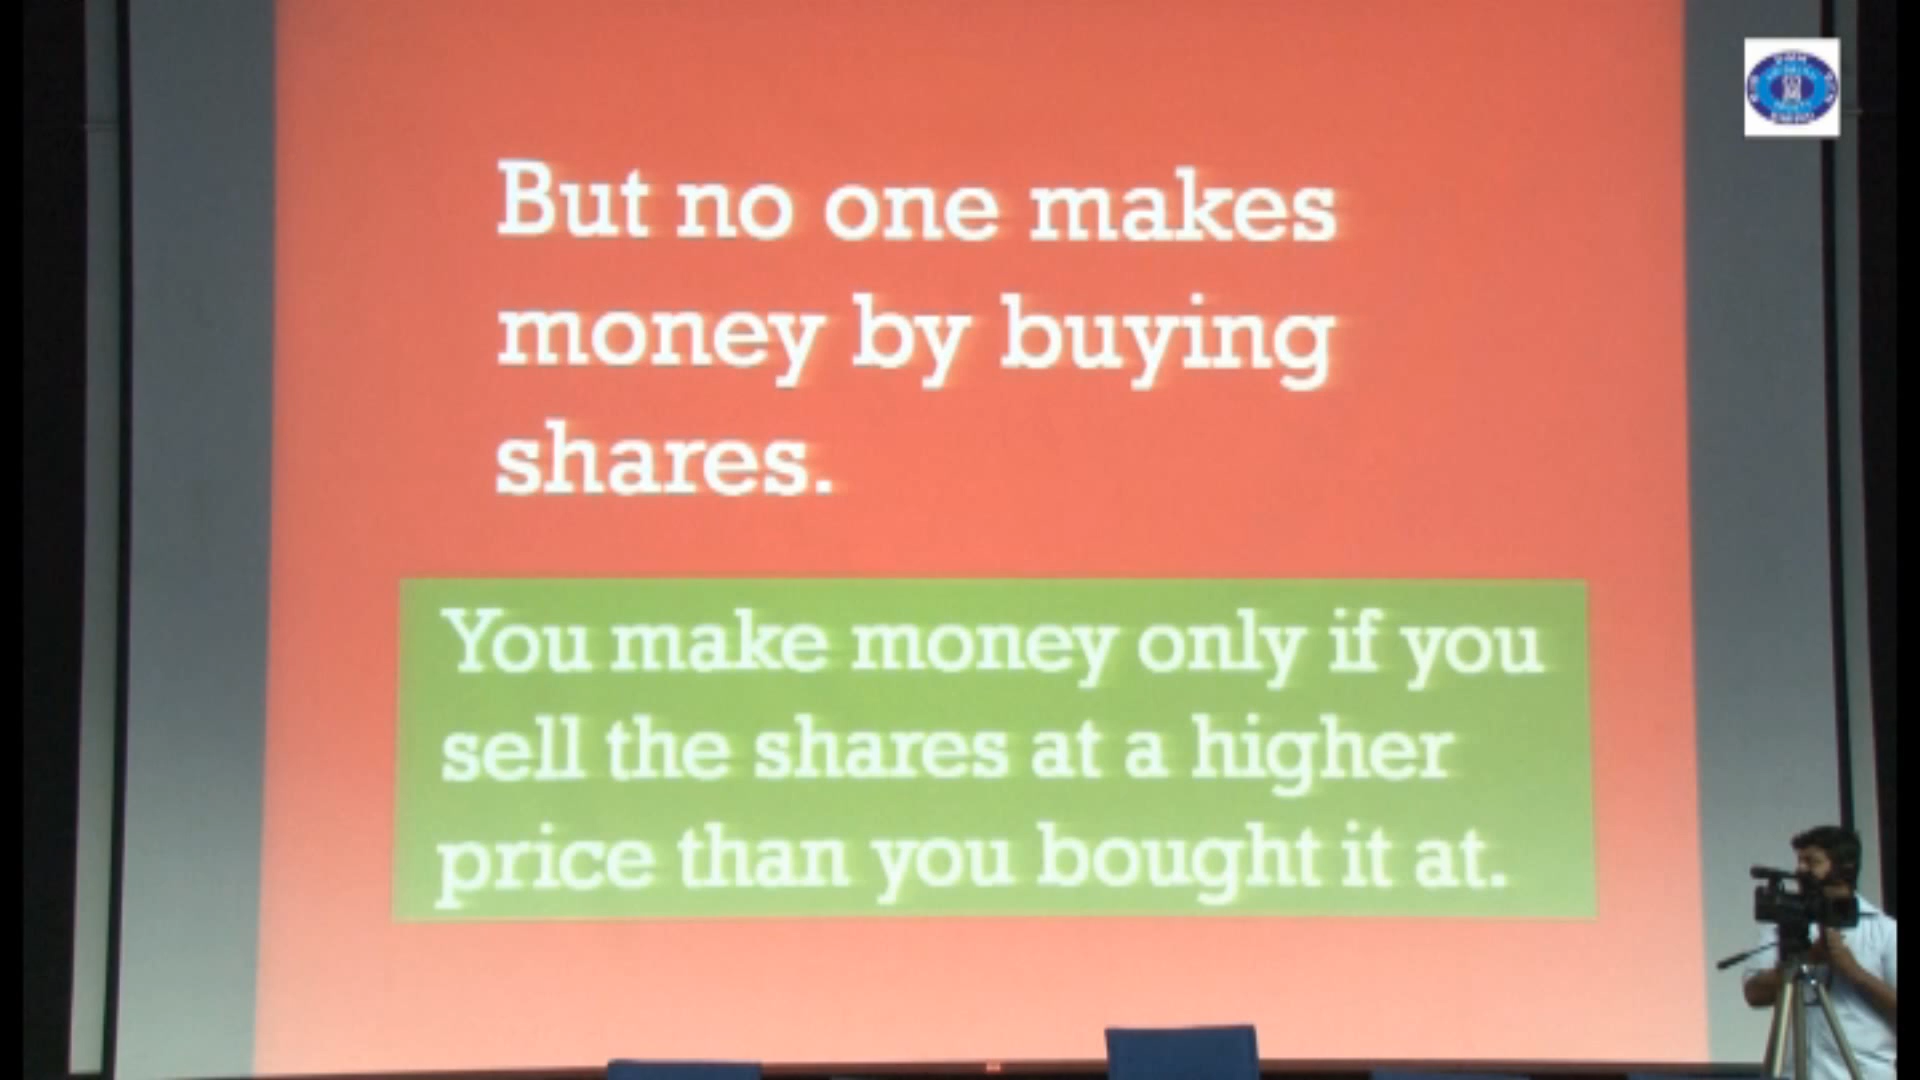 But no one makes
money by buying
shares.
You make money only if you
sell the shares at a higher
price than you bought it at.